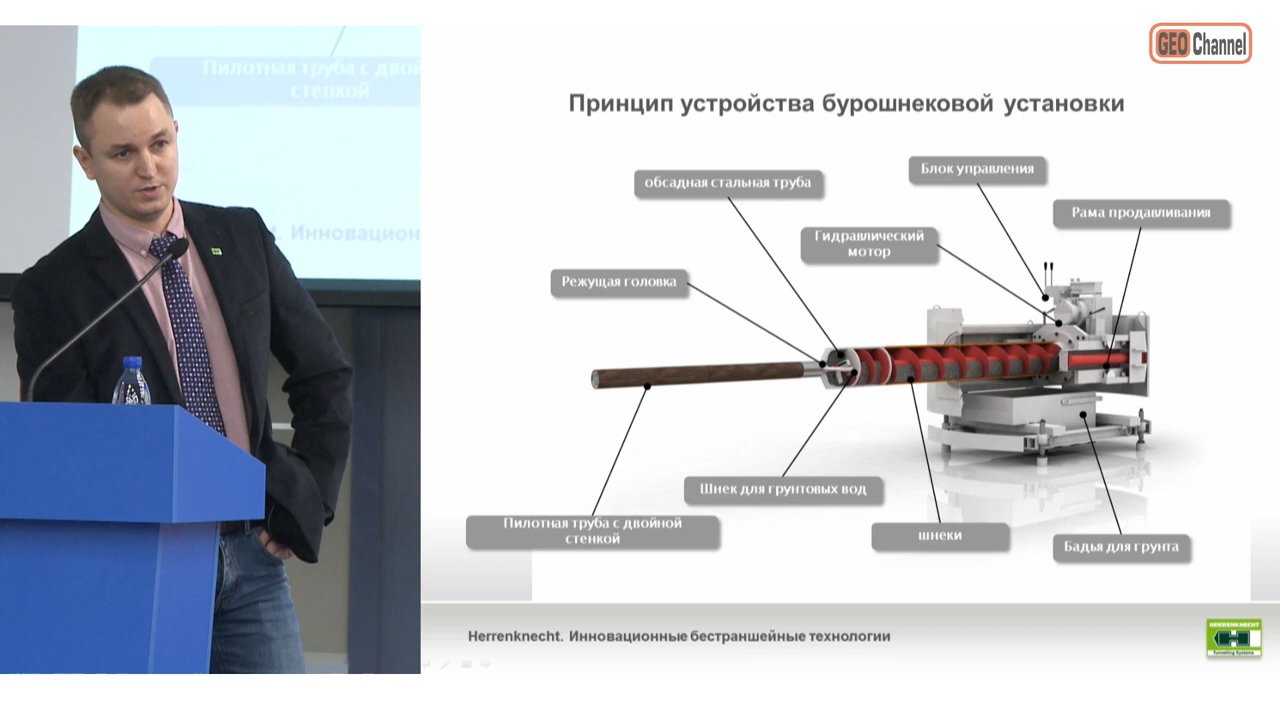 GEO Channel
Пилотная труба с двой
стенкой
. Инновацион
Принцип устройства бурошнековой установки
обсадная стальная труба
Блок управления
Рама продавливания
Гидравлический
мотор
Режущая головка
Шнек для грунтовых вод
Пилотная труба с двойной
стенкой
шнеки
Бадья для грунта
Herrenknecht. Инновационные бестраншейные технологии
HERRENKNECHT
Tunnelling Systems